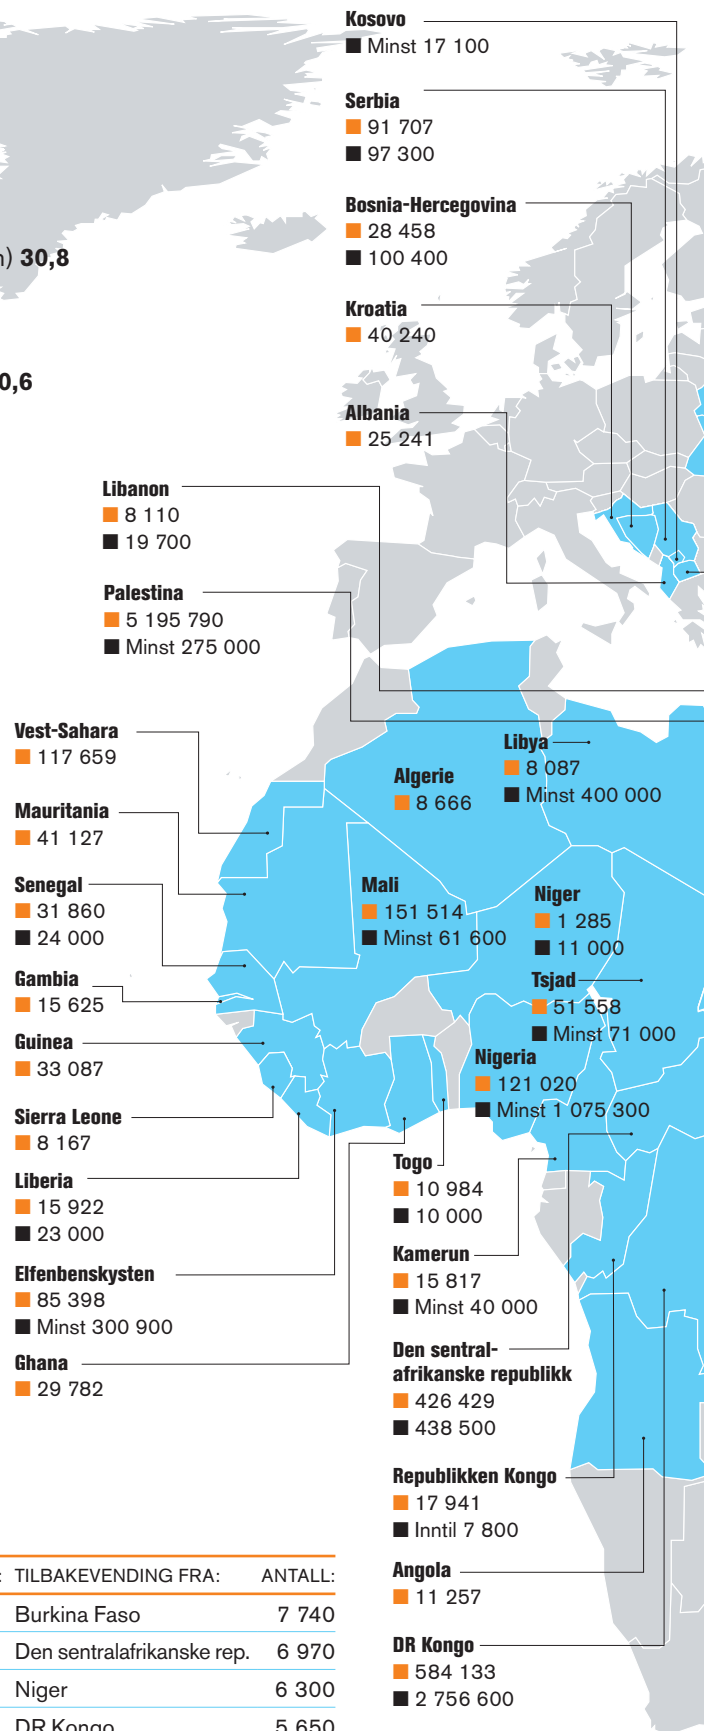 Kosovo
■ Minst 17 100
Serbia
■ 91 707
■ 97 300
Bosnia-Hercegovina
■ 28 458
■ 100 400
) 30,8
Kroatia
■ 40 240
0,6
Albania
■ 25 241
Libanon
■ 8 110
■ 19 700
Palestina
■ 5 195 790
■ Minst 275 000
Vest-Sahara
■ 117 659
Libya
■ 8 087
■ Minst 400 000
Algerie
■ 8 666
Mauritania
■ 41 127
Senegal
■ 31 860
■ 24 000
Mali
■ 151 514
■ Minst 61 600
Niger
■ 1 285
■ 11 000
Gambia
■ 15 625
Tsjad
■ 51 558
■ Minst 71 000
Guinea
■ 33 087
Nigeria
■ 121 020
■ Minst 1 075 300
Sierra Leone
■ 8 167
Liberia
■ 15 922
■ 23 000
Togo
■ 10 984
■ 10 000
Elfenbenskysten
■ 85 398
■ Minst 300 900
Kamerun
■ 15 817
■ Minst 40 000
Ghana
■ 29 782
Den sentral-
afrikanske republikk
■ 426 429
■ 438 500
Republikken Kongo
■ 17 941
■ Inntil 7 800
Angola
■ 11 257
DR Kongo
■ 584 133
■ 2 756 600
: TILBAKEVENDING FRA: ANTALL:
Burkina Faso 7 740
Den sentralafrikanske rep. 6 970
Niger 6 300
DR Kongo 5 650